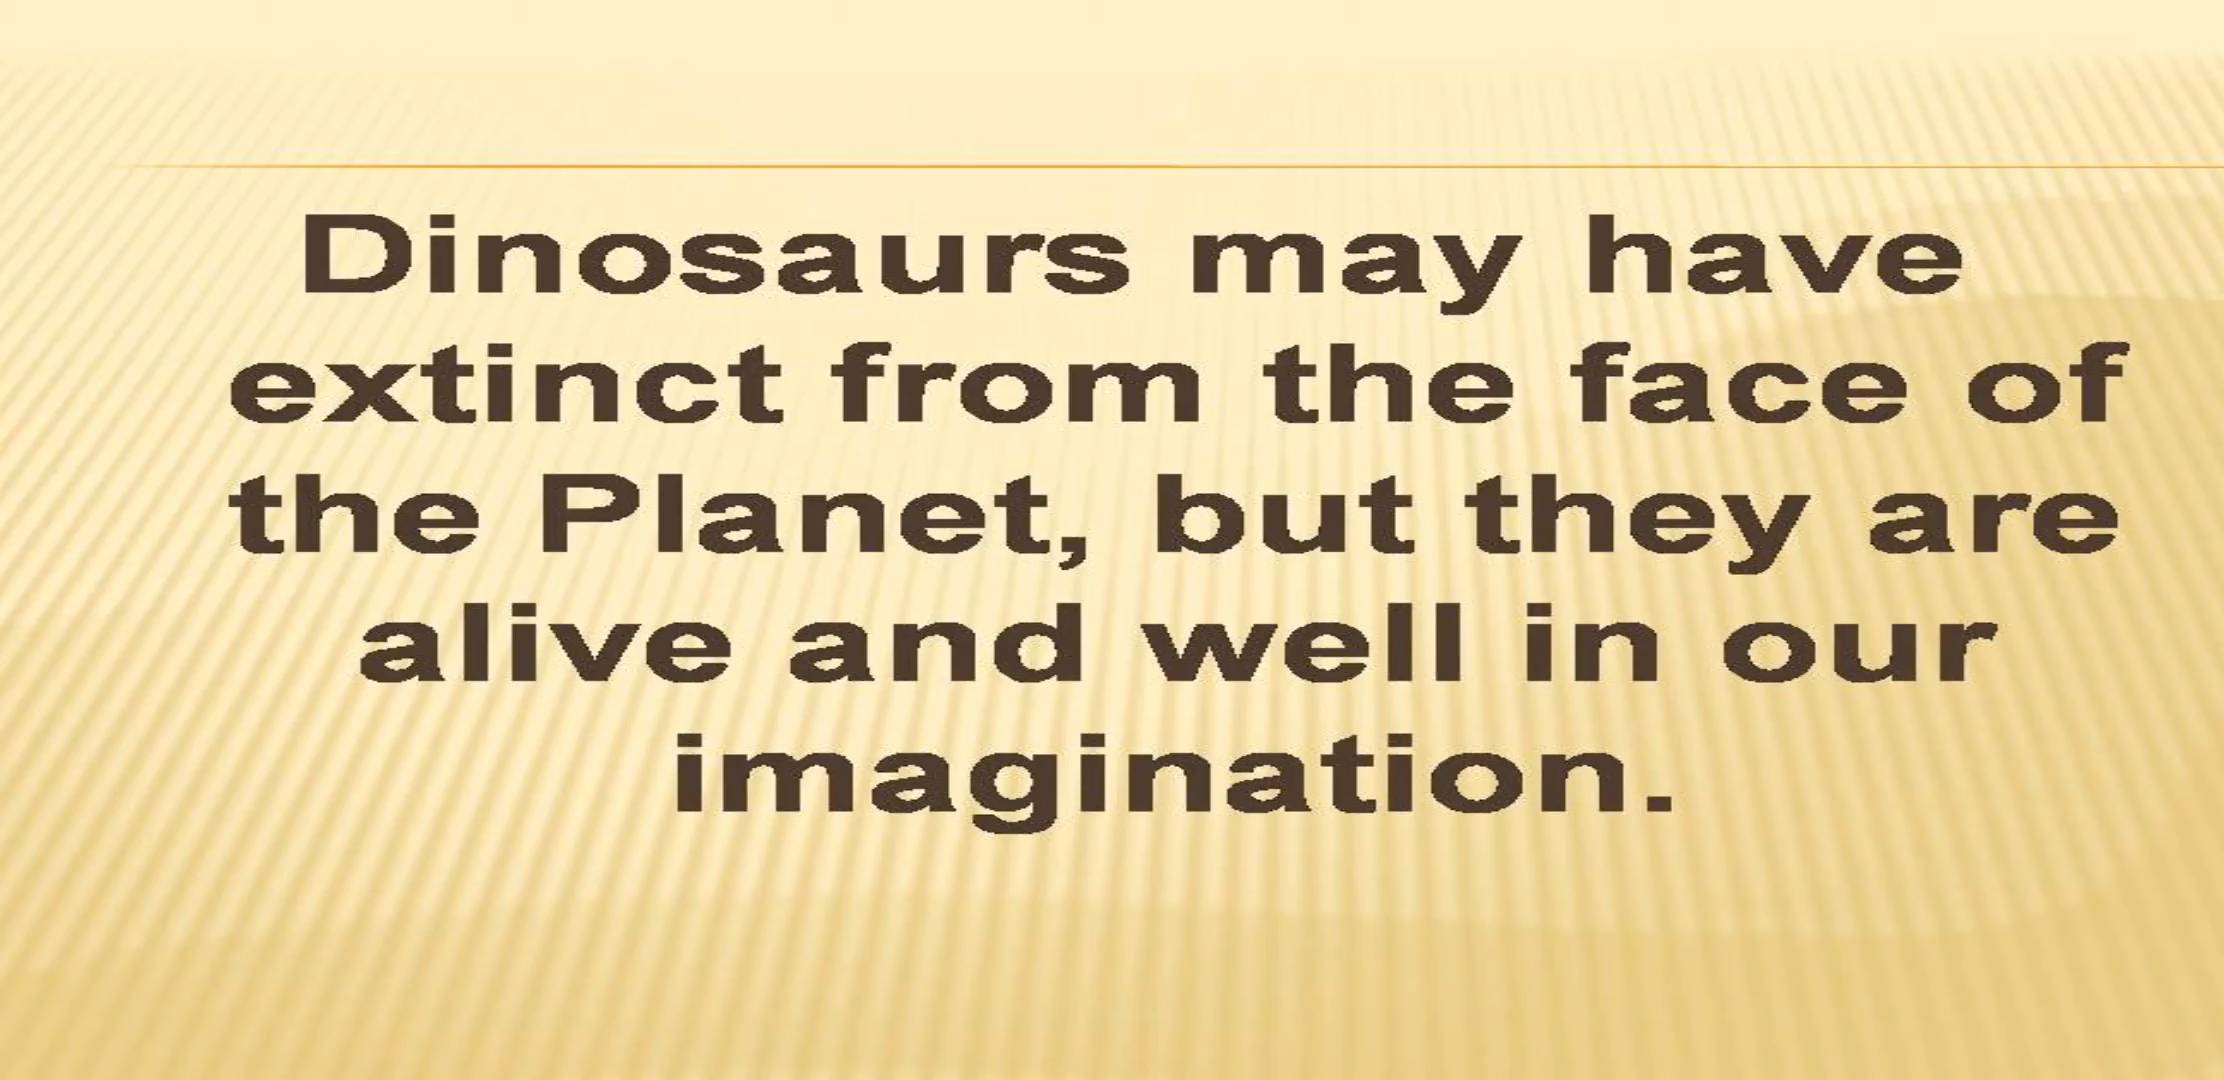 Dinosaurs may have
extinct from the face of
the Planet, but they are
alive and well in our
imagination.